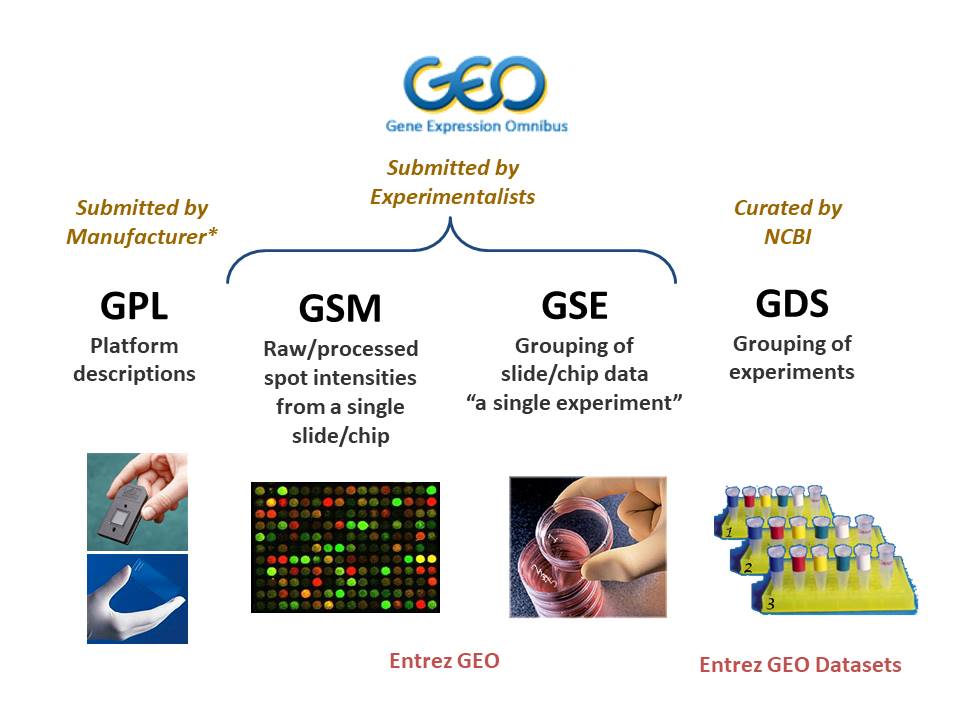 GEO
Gene Expression Omnibus
Submitted by
Experimentalists
Submitted by
Manufacturer*
Curated by
NCBI
GPL
Platform
descriptions
GSM
Raw/processed
spot intensities
from a single
slide/chip
GSE
Grouping of
slide/chip data
“a single experiment”
GDS
Grouping of
experiments
1
2
3
Entrez GEO
Entrez GEO Datasets